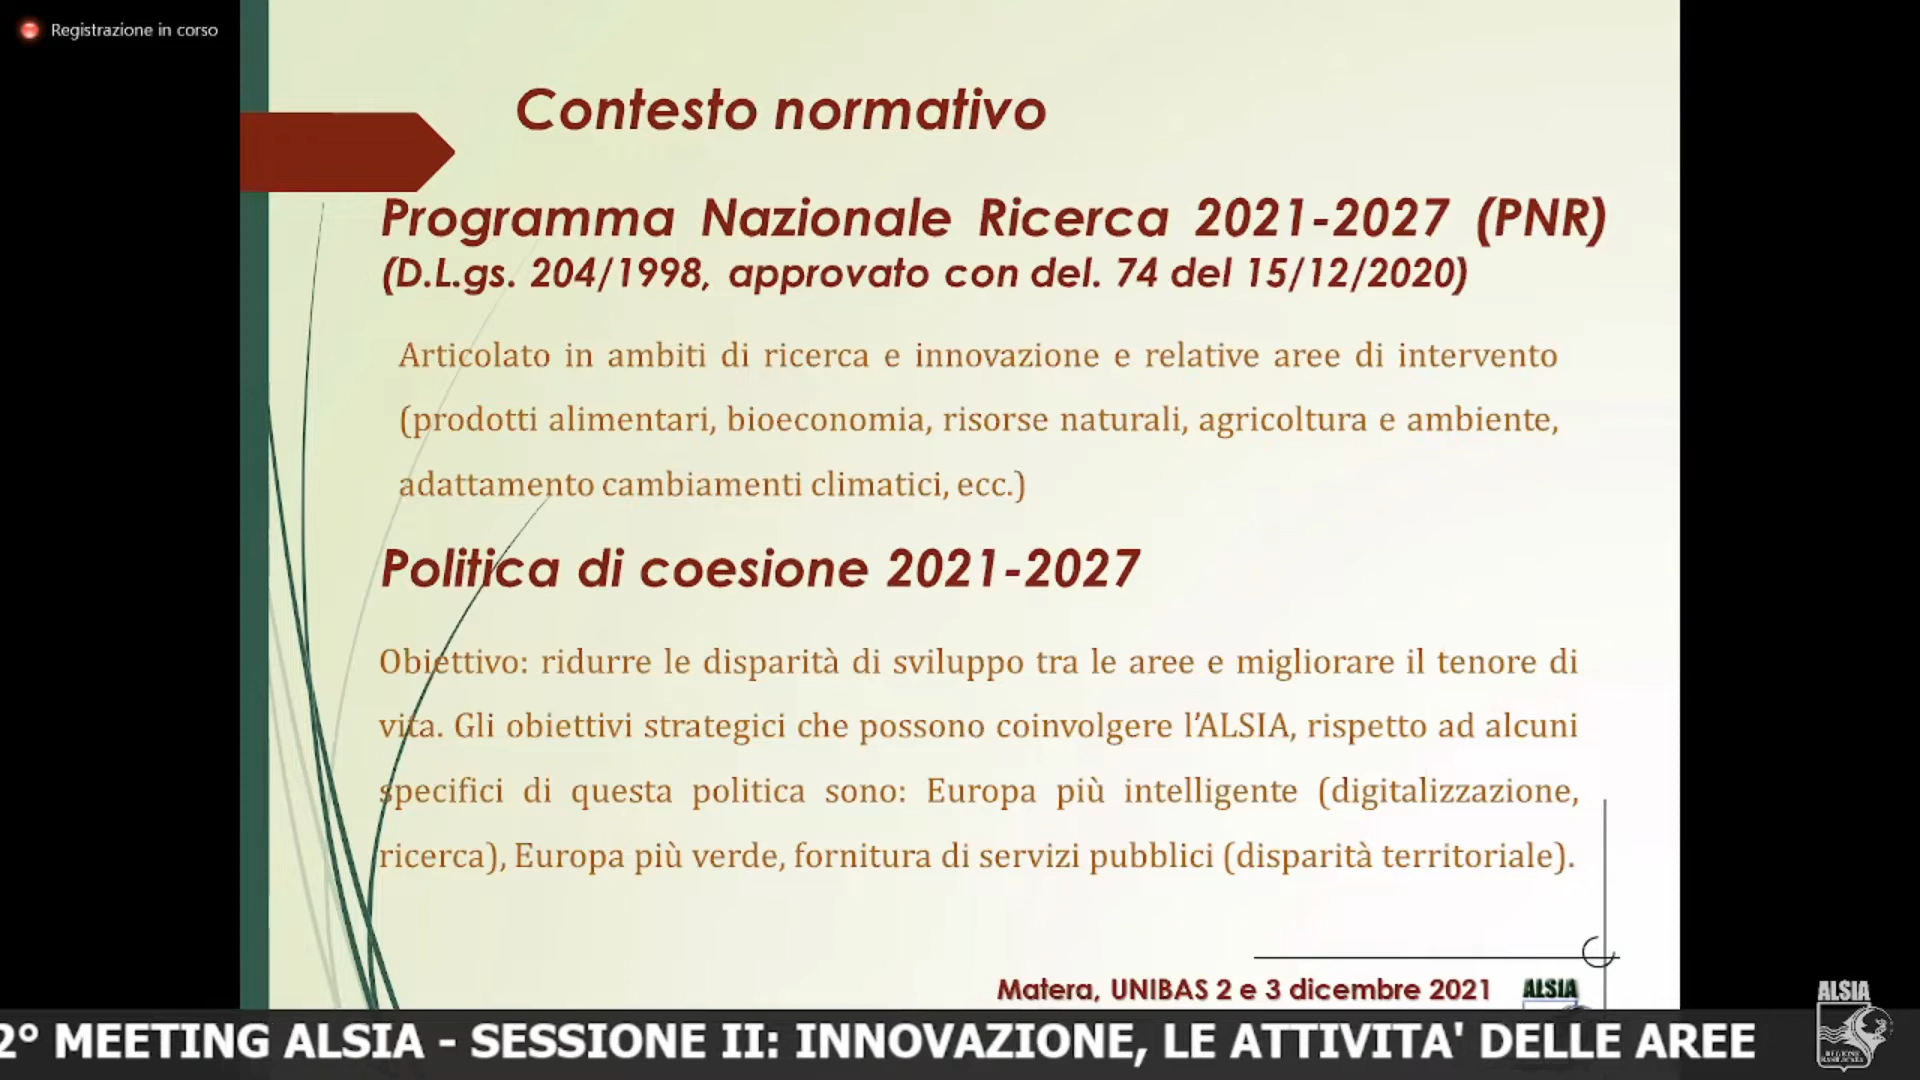 Registrazione in corso
Contesto normativo
Programma Nazionale Ricerca 2021-2027 (PNR)
(D.L.gs. 204/1998, approvato con del. 74 del 15/12/2020)
Articolato in ambiti di ricerca e innovazione e relative aree di intervento
(prodotti alimentari, bioeconomia, risorse naturali, agricoltura e ambiente,
adattamento cambiamenti climatici, ecc.)
Politica di coesione 2021-2027
Obiettivo: ridurre le disparità di sviluppo tra le aree e migliorare il tenore di
vita. Gli obiettivi strategici che possono coinvolgere l’ALSIA, rispetto ad alcuni
specifici di questa politica sono: Europa più intelligente (digitalizzazione,
ricerca), Europa più verde, fornitura di servizi pubblici (disparità territoriale).
Matera, UNIBAS 2 e 3 dicembre 2021
ALSIA
2° MEETING ALSIA - SESSIONE II: INNOVAZIONE, LE ATTIVITA' DELLE AREE
ALSIA
REGIONE
BASILICATA